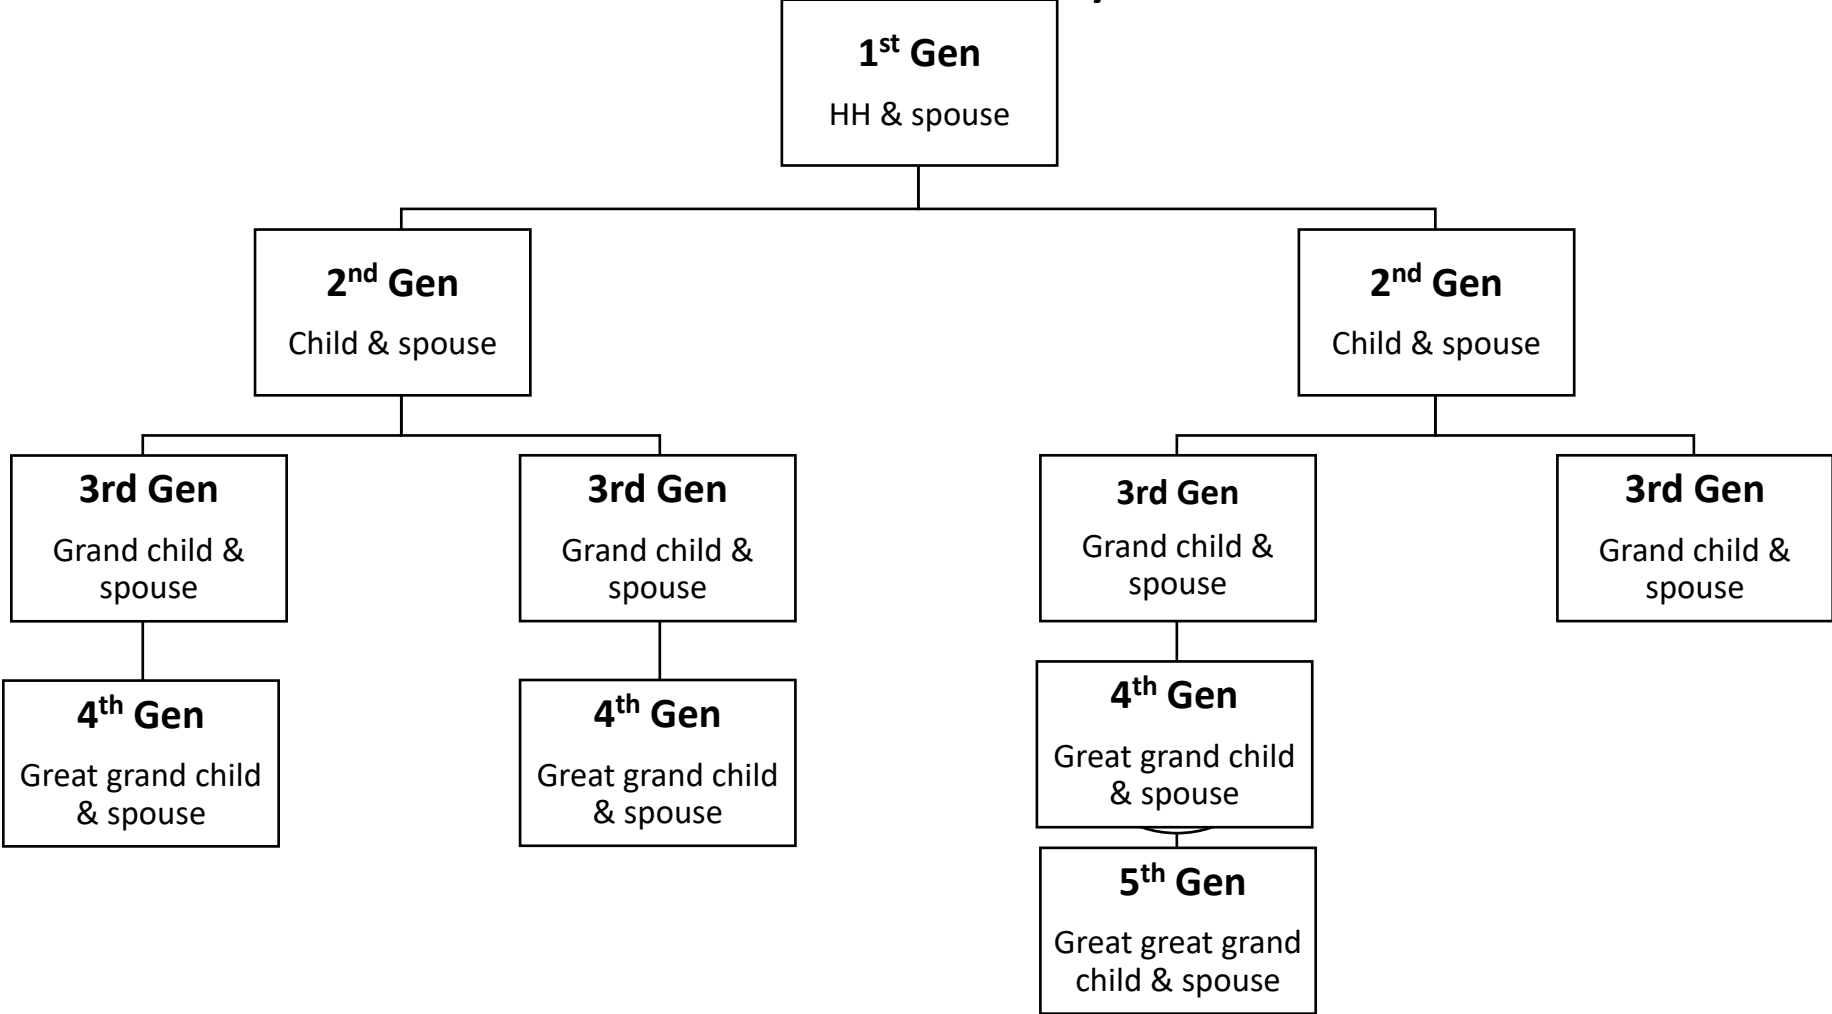 1st Gen
HH & spouse
2nd Gen
Child & spouse
2nd Gen
Child & spouse
3rd Gen
Grand child &
spouse
3rd Gen
Grand child &
spouse
3rd Gen
Grand child &
spouse
3rd Gen
Grand child &
spouse
4th Gen
Great grand child
& spouse
4th Gen
Great grand child
& spouse
4th Gen
Great grand child
& spouse
5th Gen
Great great grand
child & spouse